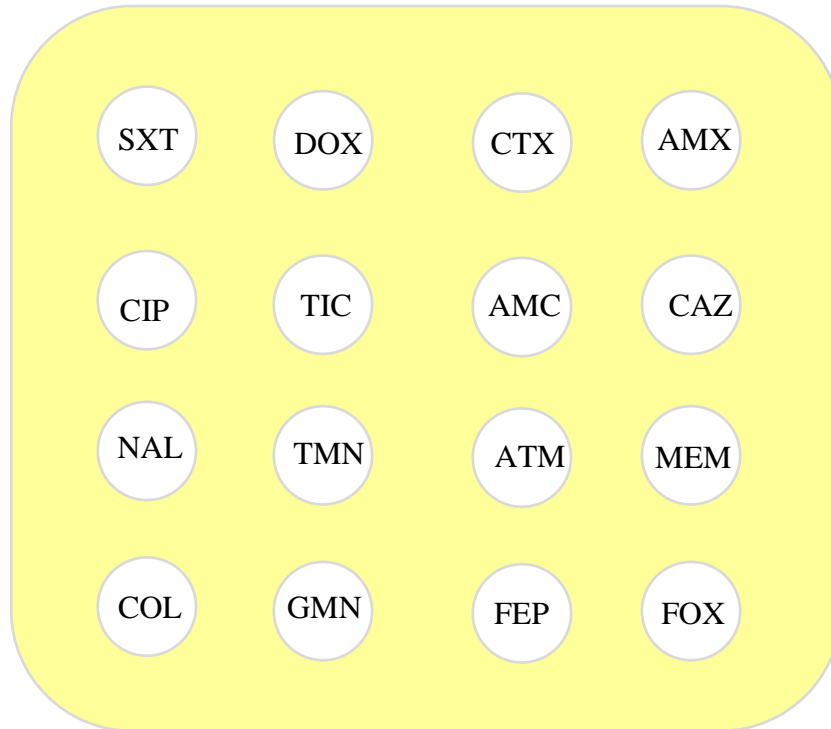 SXT DOX CTX AMX
CIP TIC AMC CAZ
NAL TMN ATM MEM
COL GMN FEP FOX